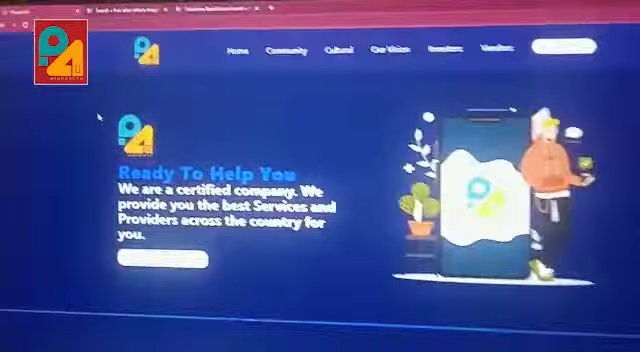 Home Community Cultural Our Vision Investors Vendors
Ready To Help You
We are a certified company. We
provide you the best Services and
Providers across the country for
you.